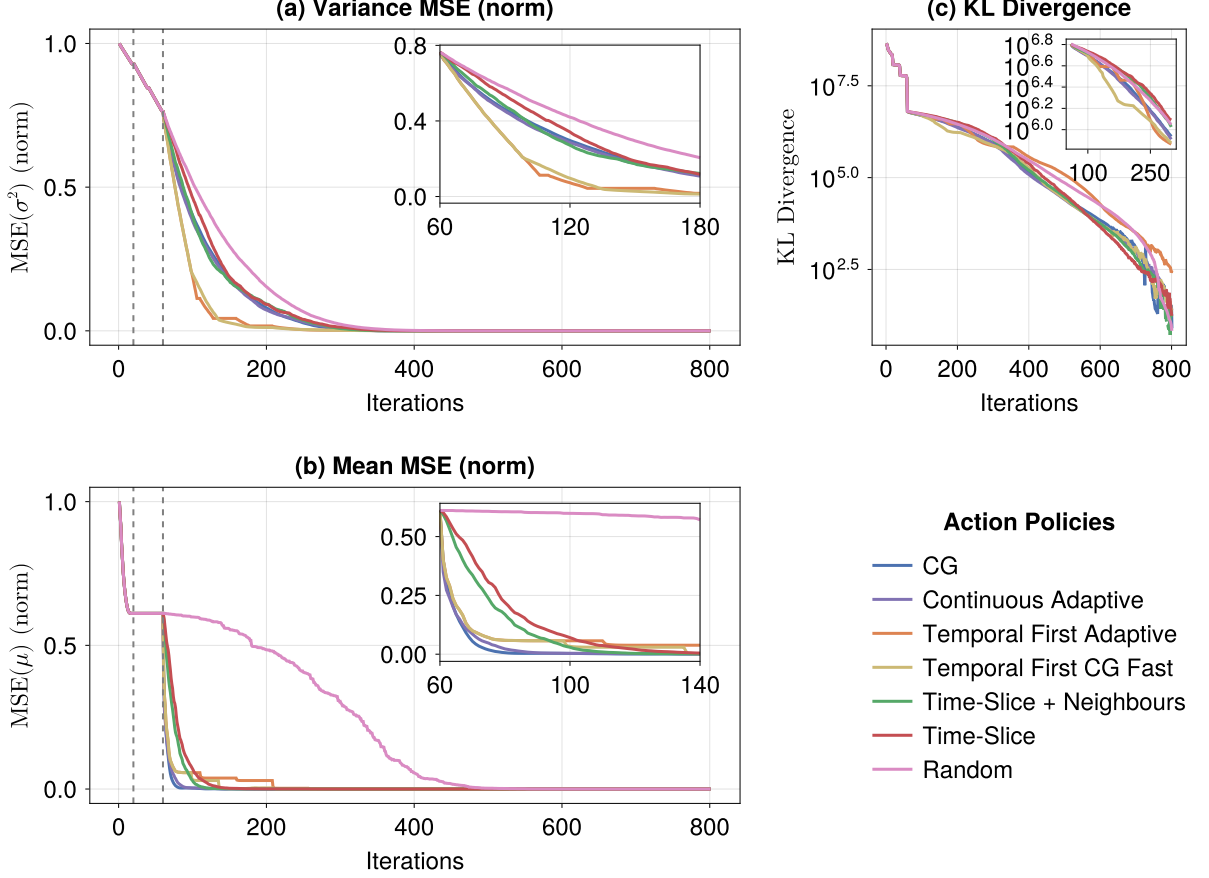 (a) Variance MSE (norm)
MSE(σ²) (norm)
1.0
0.5
0.0
0.8
0.4
0.0
60 120 180
0 200 400 600 800
Iterations
(c) KL Divergence
KL Divergence
10^7.5
10^5.0
10^2.5
10^6.8
10^6.6
10^6.4
10^6.2
10^6.0
100 250
0 200 400 600 800
Iterations
(b) Mean MSE (norm)
MSE(μ) (norm)
1.0
0.5
0.0
0.50
0.25
0.00
60 100 140
0 200 400 600 800
Iterations
Action Policies
CG
Continuous Adaptive
Temporal First Adaptive
Temporal First CG Fast
Time-Slice + Neighbours
Time-Slice
Random